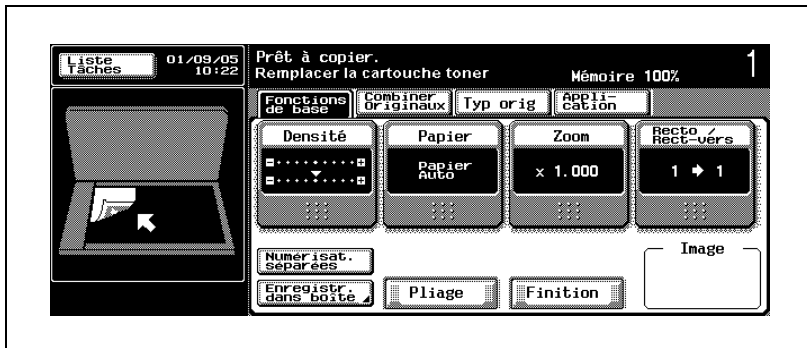 Liste
Tâches
01/09/05
10:22
Prêt à copier.
Remplacer la cartouche toner
Mémoire 100%
1
Fonctions
de base
Combiner
Originaux
Typ orig
Appli-
cation
Densité
Papier
Zoom
Recto /
Rect-vers
Papier
Auto
x 1.000
1 ➔ 1
Numérisat.
séparées
Enregistr.
dans boîte
Pliage
Finition
Image